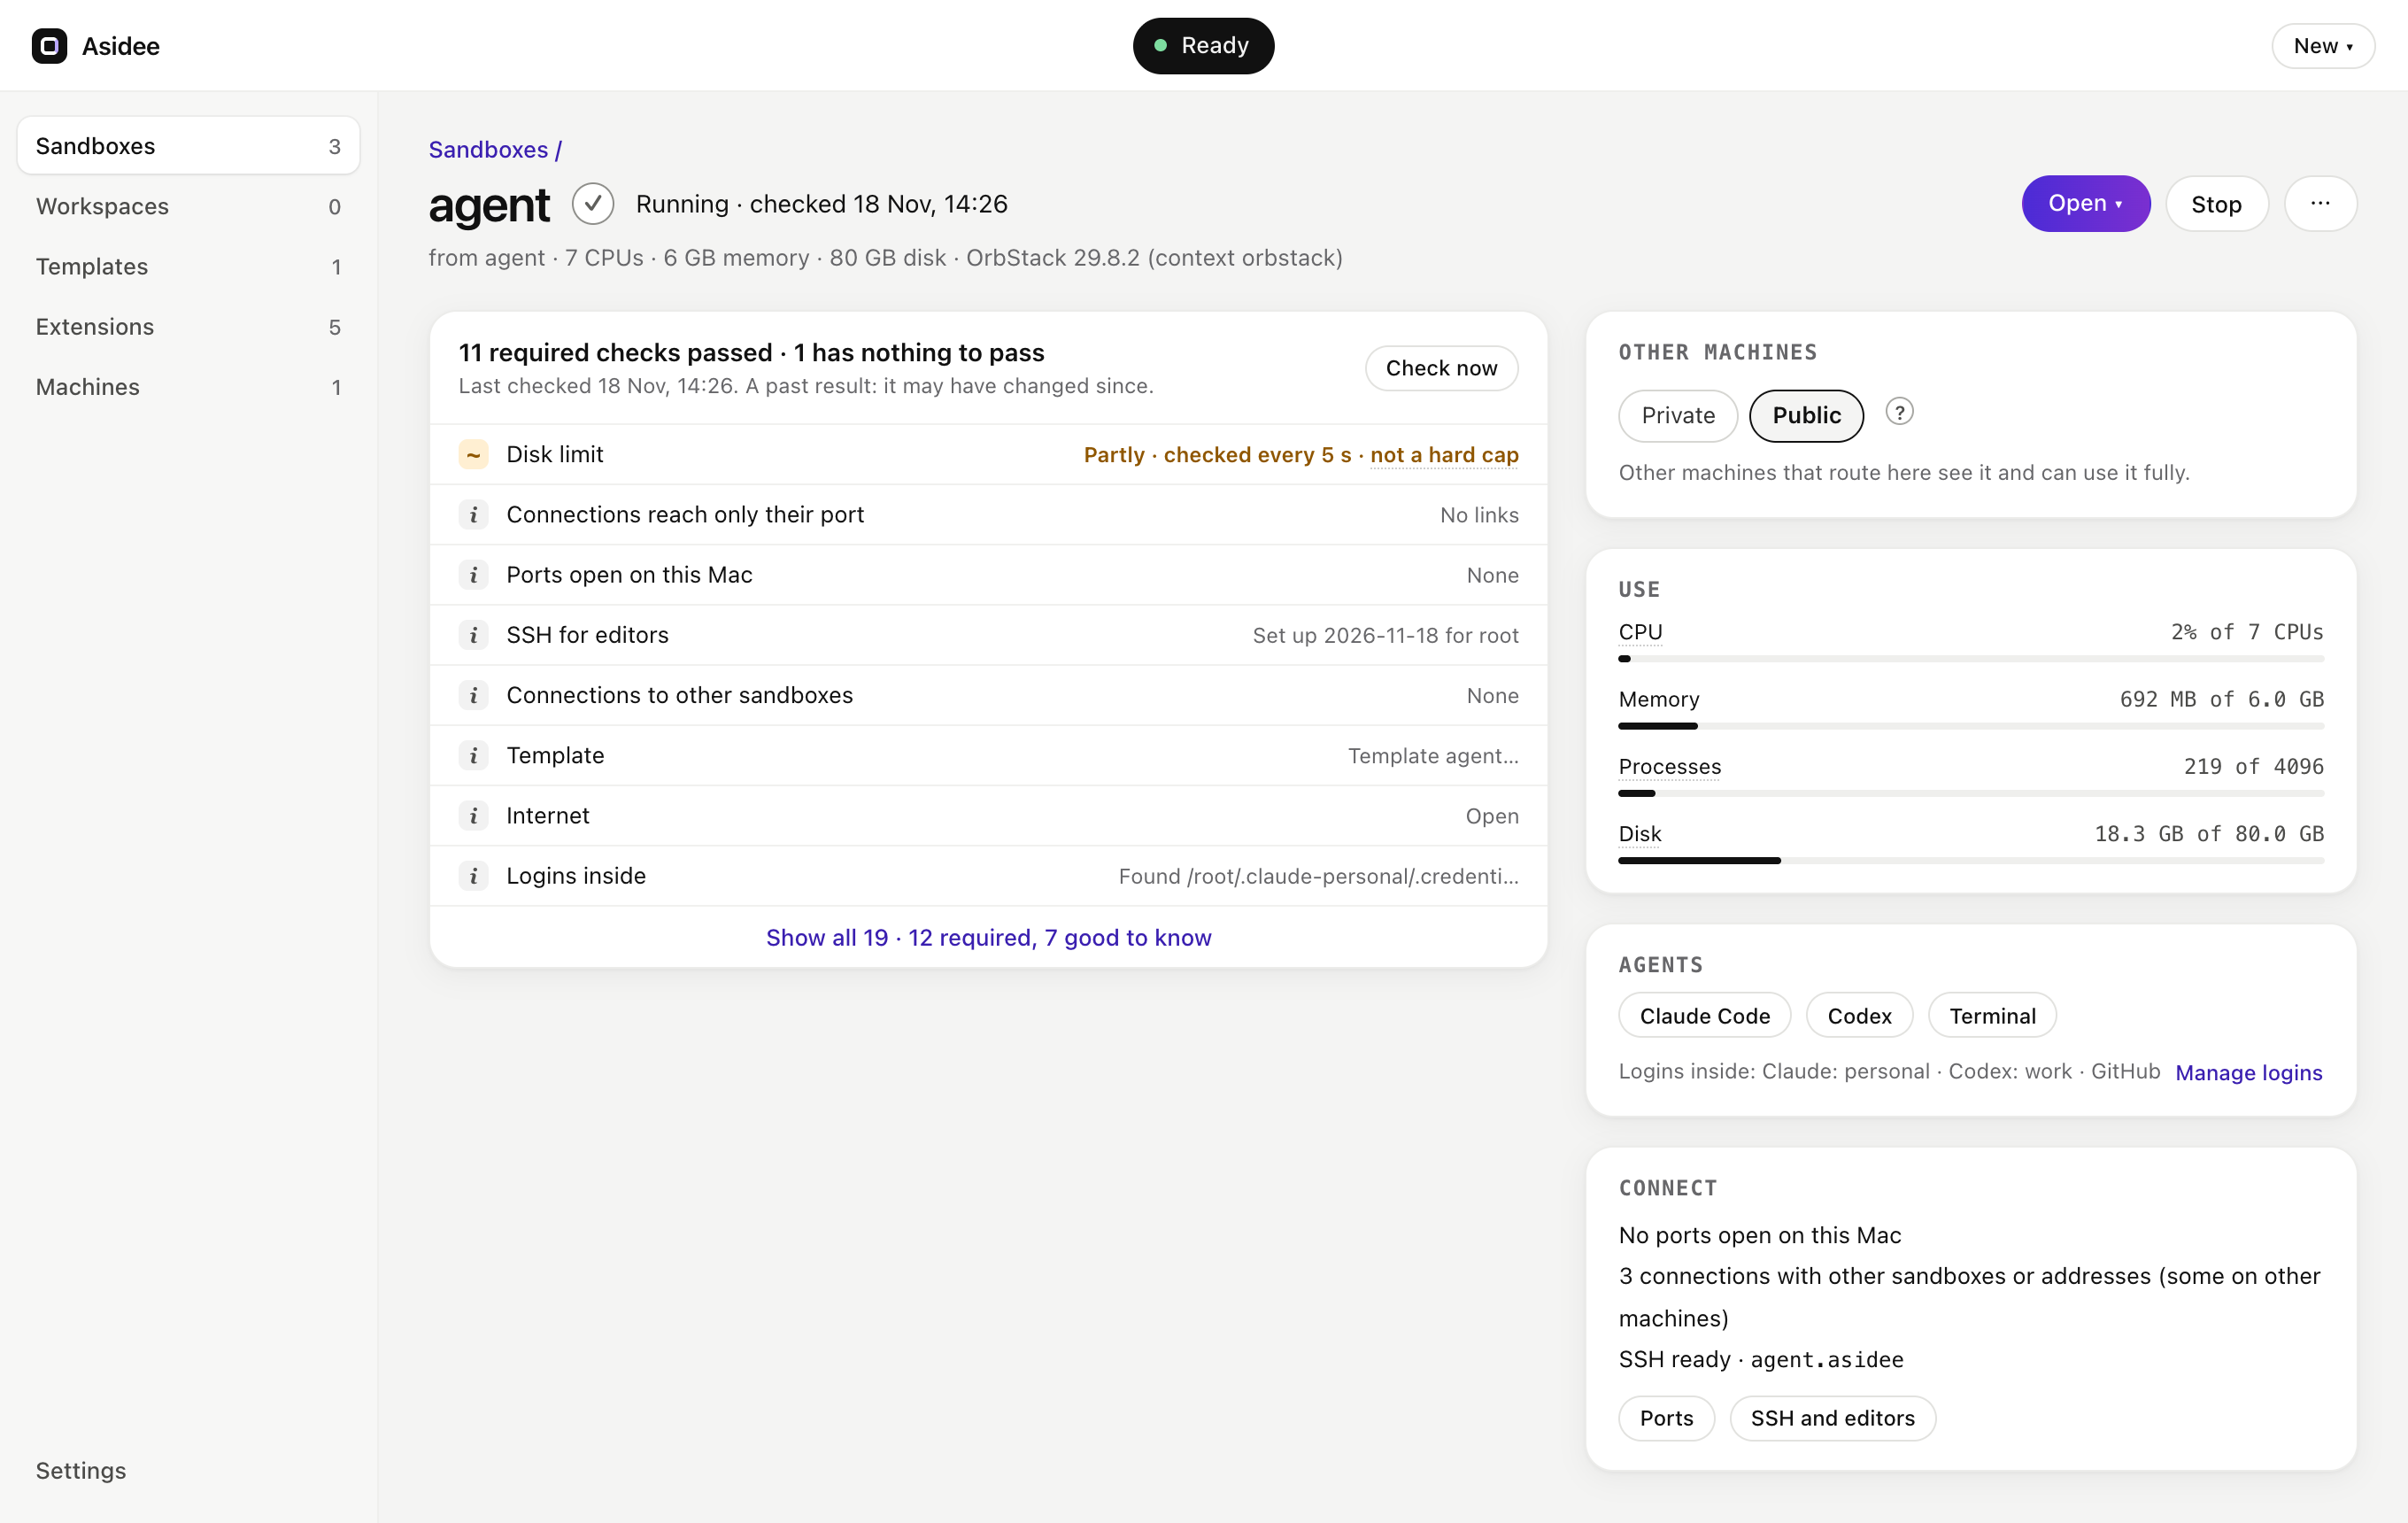 Asidee
Ready
New ▾
Sandboxes 3
Workspaces 0
Templates 1
Extensions 5
Machines 1
Settings
Sandboxes /
agent Running · checked 18 Nov, 14:26
from agent · 7 CPUs · 6 GB memory · 80 GB disk · OrbStack 29.8.2 (context orbstack)
Open ▾
Stop
···
11 required checks passed · 1 has nothing to pass
Last checked 18 Nov, 14:26. A past result: it may have changed since.
Check now
~ Disk limit Partly · checked every 5 s · not a hard cap
i Connections reach only their port No links
i Ports open on this Mac None
i SSH for editors Set up 2026-11-18 for root
i Connections to other sandboxes None
i Template Template agent...
i Internet Open
i Logins inside Found /root/.claude-personal/.credenti...
Show all 19 · 12 required, 7 good to know
OTHER MACHINES
Private Public ?
Other machines that route here see it and can use it fully.
USE
CPU 2% of 7 CPUs
Memory 692 MB of 6.0 GB
Processes 219 of 4096
Disk 18.3 GB of 80.0 GB
AGENTS
Claude Code Codex Terminal
Logins inside: Claude: personal · Codex: work · GitHub Manage logins
CONNECT
No ports open on this Mac
3 connections with other sandboxes or addresses (some on other
machines)
SSH ready · agent.asidee
Ports SSH and editors